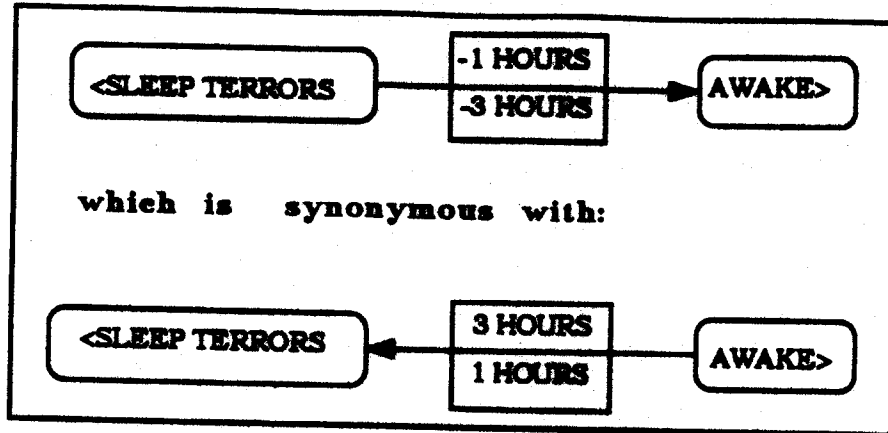 <SLEEP TERRORS
-1 HOURS
-3 HOURS
AWAKE>
which is synonymous with:
<SLEEP TERRORS
3 HOURS
1 HOURS
AWAKE>